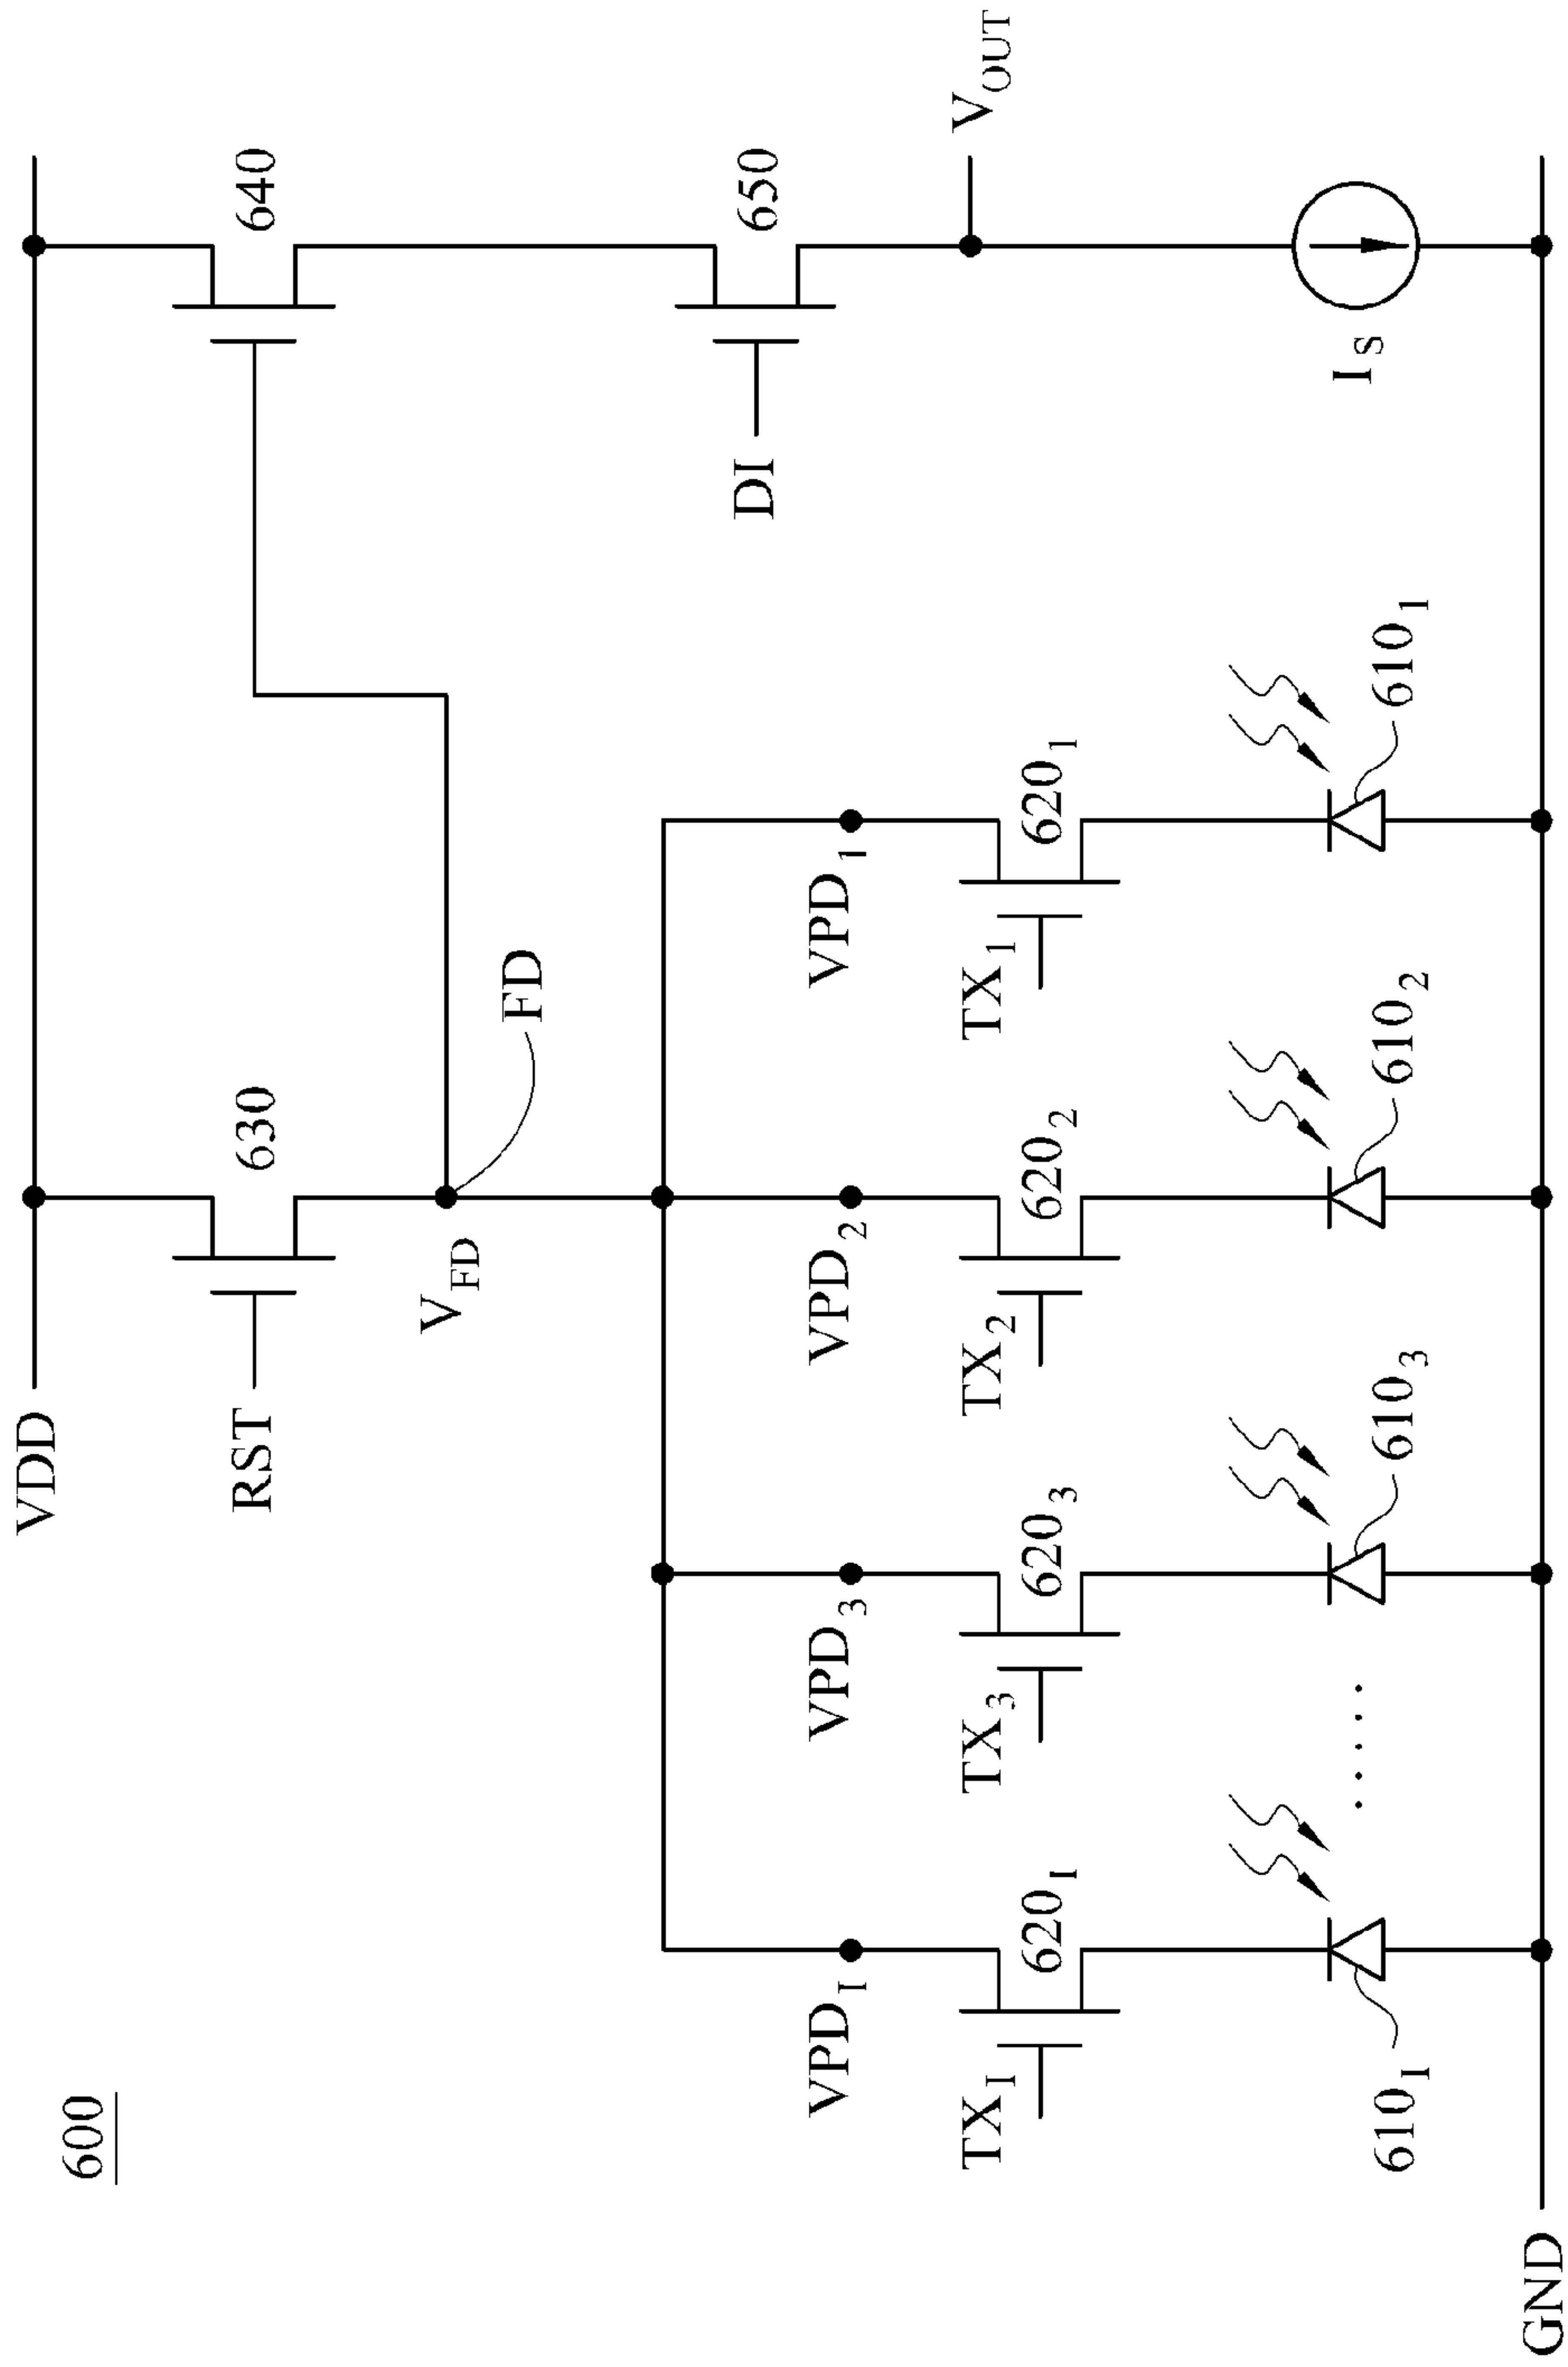 600
VDD
RST
630
640
V_FD
FD
DI
650
VPD_I
VPD_3
VPD_2
VPD_1
V_OUT
TX_I
620_I
TX_3
620_3
TX_2
620_2
TX_1
620_1
610_I
.....
610_3
610_2
610_1
I_S
GND